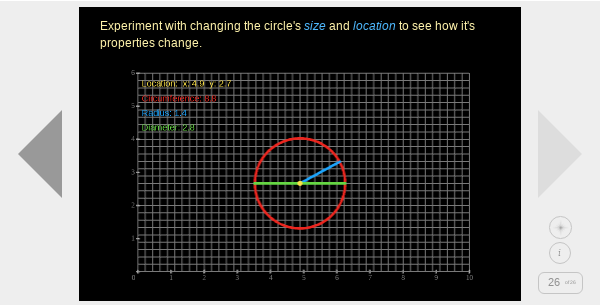 Experiment with changing the circle's size and location to see how it's
properties change.
6
Location: x: 4.9 y: 2.7
Circumference: 8.8
5
Radius: 1.4
Diameter: 2.8
4
3
2
1
0 1 2 3 4 5 6 7 8 9 10
i
26 of 26